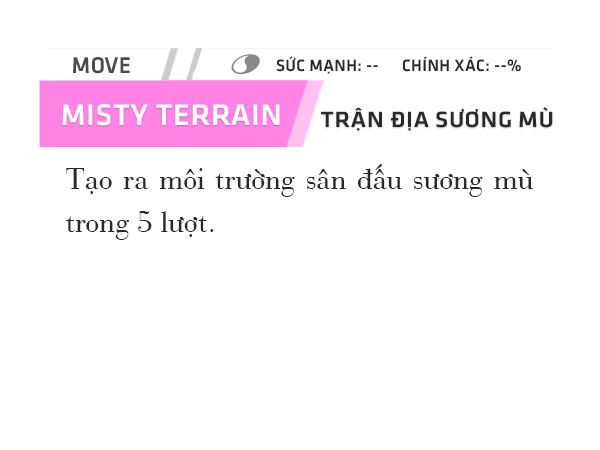 MOVE SỨC MẠNH: -- CHÍNH XÁC: --%
MISTY TERRAIN TRẬN ĐỊA SƯƠNG MÙ
Tạo ra môi trường sân đấu sương mù
trong 5 lượt.